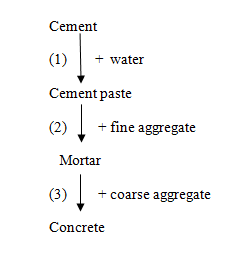 Cement
(1) + water
Cement paste
(2) + fine aggregate
Mortar
(3) + coarse aggregate
Concrete